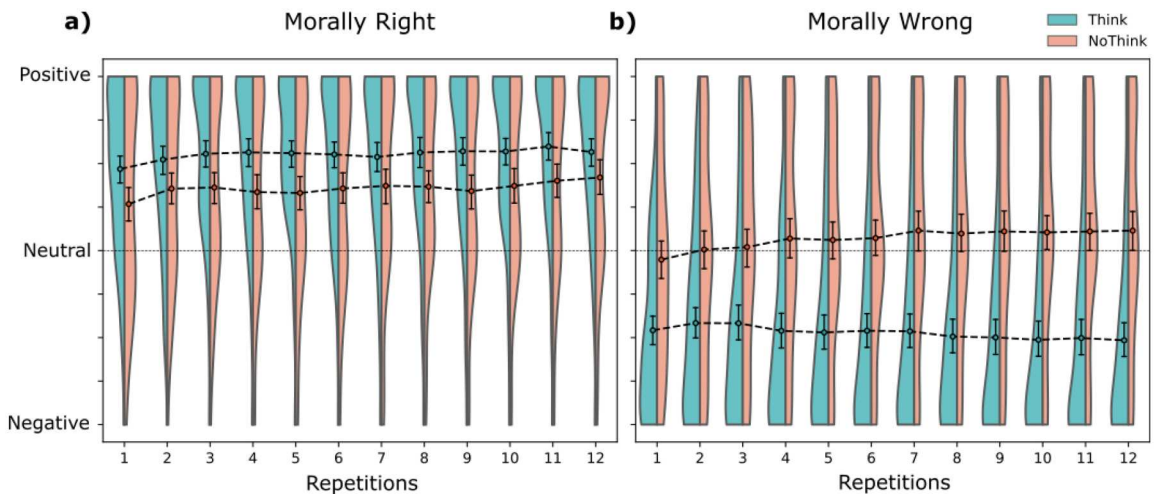 a) Morally Right
b) Morally Wrong
Think
NoThink
Positive
Neutral
Negative
1 2 3 4 5 6 7 8 9 10 11 12
Repetitions
1 2 3 4 5 6 7 8 9 10 11 12
Repetitions